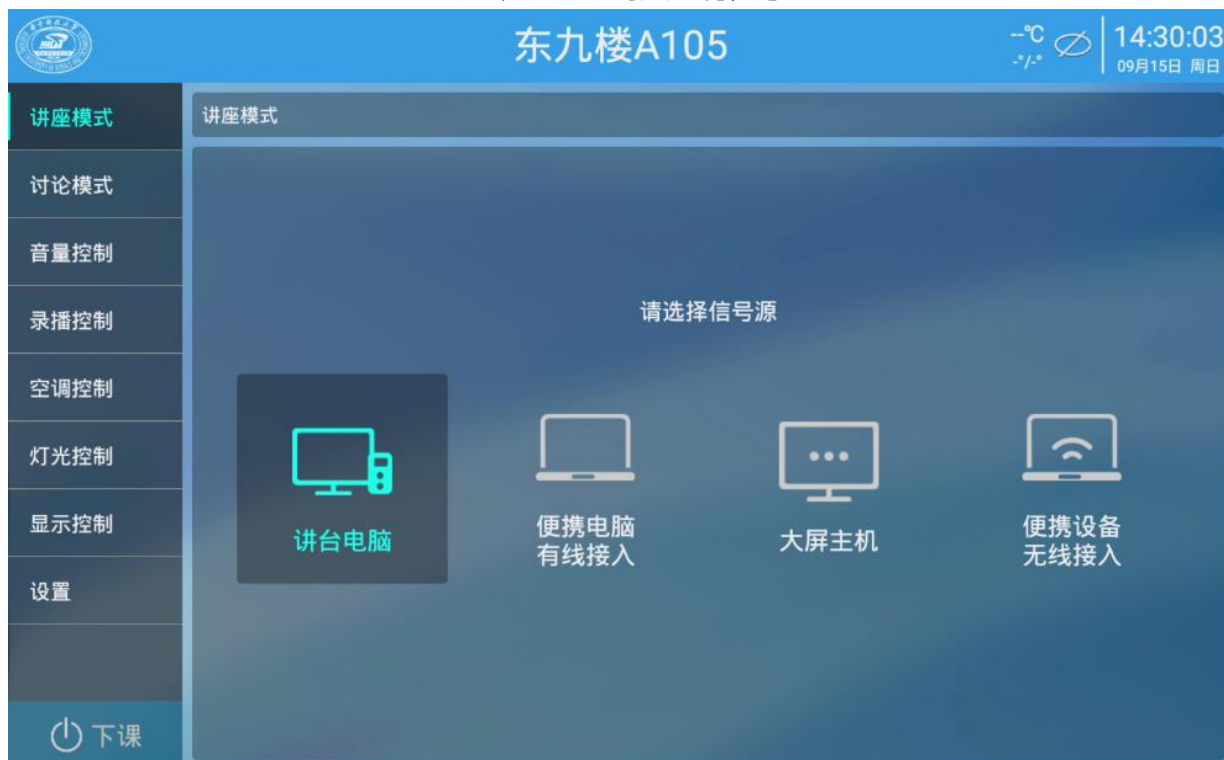 东九楼A105
--℃
-°/-°
14:30:03
09月15日 周日
讲座模式
讨论模式
音量控制
录播控制
空调控制
灯光控制
显示控制
设置
下课
讲座模式
请选择信号源
讲台电脑
便携电脑
有线接入
大屏主机
便携设备
无线接入